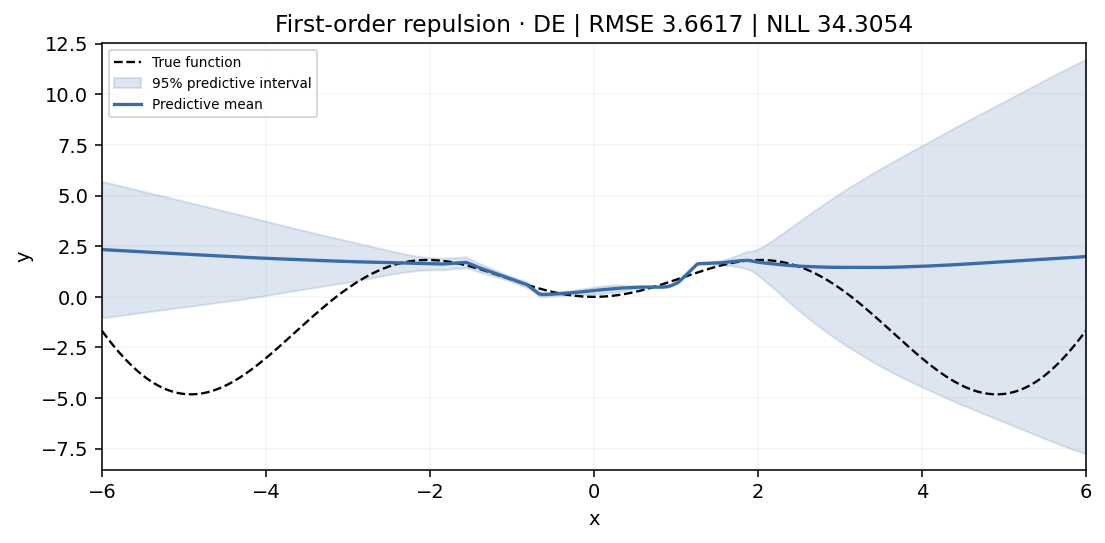 First-order repulsion · DE | RMSE 3.6617 | NLL 34.3054
True function
95% predictive interval
Predictive mean
12.5
10.0
7.5
5.0
2.5
0.0
−2.5
−5.0
−7.5
y
−6
−4
−2
0
2
4
6
x